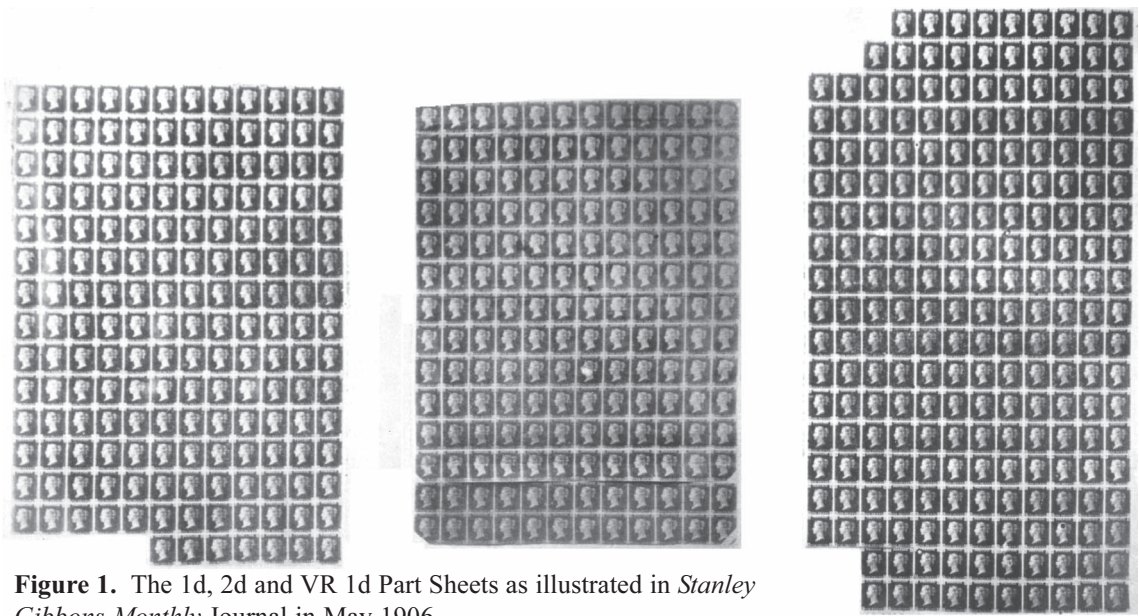 Figure 1. The 1d, 2d and VR 1d Part Sheets as illustrated in Stanley
Gibbons Monthly Journal in May 1906